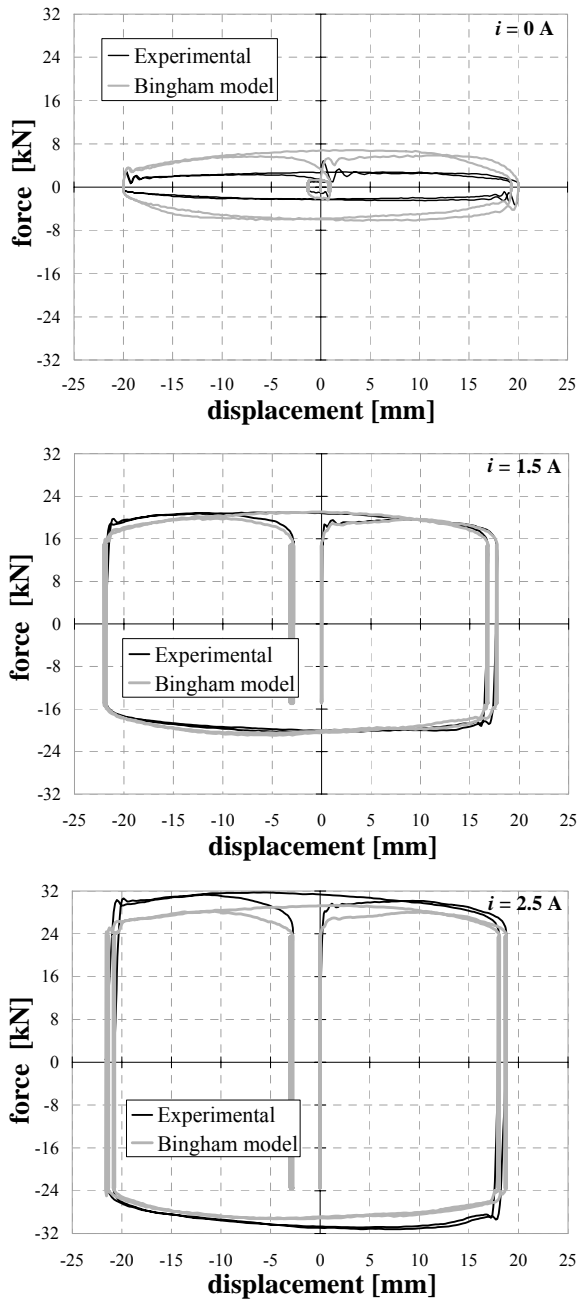 i = 0 A
32
24
16
8
0
-8
-16
-24
-32
force [kN]
Experimental
Bingham model
-25 -20 -15 -10 -5 0 5 10 15 20 25
displacement [mm]
i = 1.5 A
32
24
16
8
0
-8
-16
-24
-32
force [kN]
Experimental
Bingham model
-25 -20 -15 -10 -5 0 5 10 15 20 25
displacement [mm]
i = 2.5 A
32
24
16
8
0
-8
-16
-24
-32
force [kN]
Experimental
Bingham model
-25 -20 -15 -10 -5 0 5 10 15 20 25
displacement [mm]